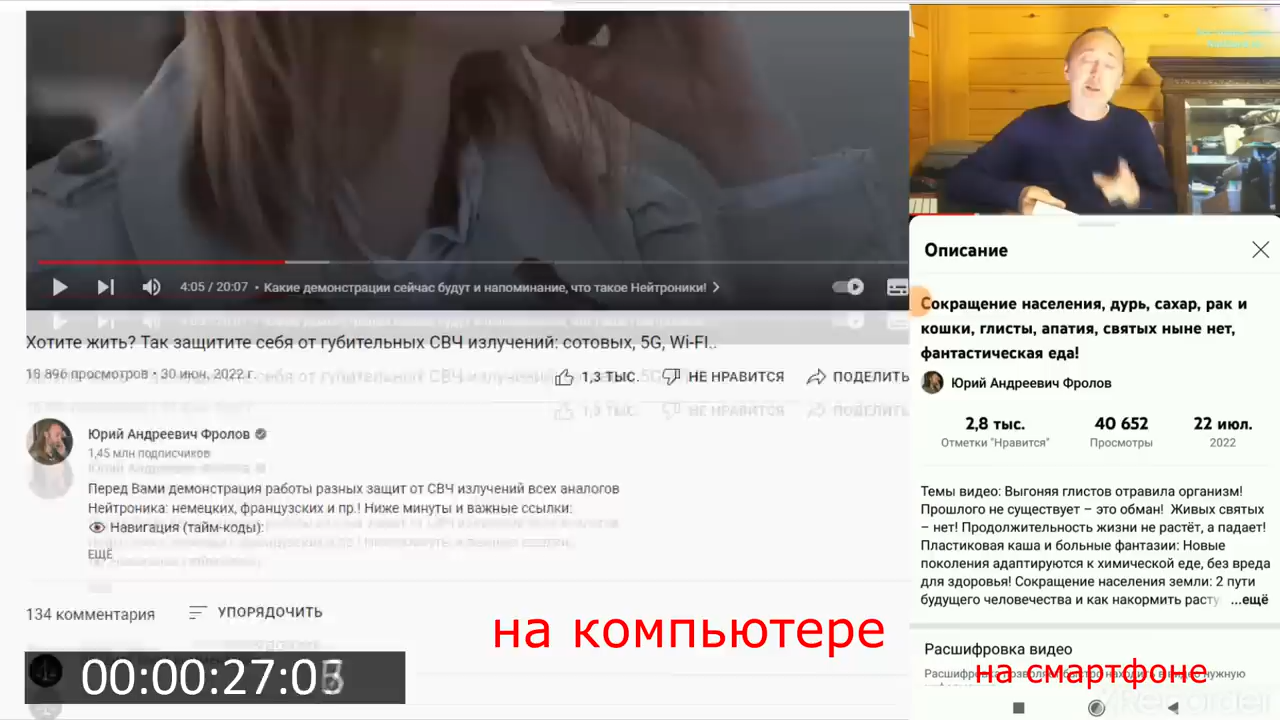 4:05 / 20:07 • Какие демонстрации сейчас будут и напоминание, что такое Нейтроники!
Хотите жить? Так защитите себя от губительных СВЧ излучений: сотовых, 5G, Wi-FI..
18 896 просмотров • 30 июн. 2022 г.
1,3 ТЫС.
НЕ НРАВИТСЯ
ПОДЕЛИТЬ
Юрий Андреевич Фролов
1,45 млн подписчиков
Перед Вами демонстрация работы разных защит от СВЧ излучений всех аналогов
Нейтроника: немецких, французских и пр.! Ниже минуты и важные ссылки:
Навигация (тайм-коды):
ЕЩЁ
134 комментария
УПОРЯДОЧИТЬ
на компьютере
00:00:27:0
Описание
Сокращение населения, дурь, сахар, рак и
кошки, глисты, апатия, святых ныне нет,
фантастическая еда!
Юрий Андреевич Фролов
2,8 тыс. 40 652 22 июл.
Отметки "Нравится" Просмотры 2022
Темы видео: Выгоняя глистов отравила организм!
Прошлого не существует – это обман! Живых святых
– нет! Продолжительность жизни не растёт, а падает!
Пластиковая каша и больные фантазии: Новые
поколения адаптируются к химической еде, без вреда
для здоровья! Сокращение населения земли: 2 пути
будущего человечества и как накормить расту ...ещё
Расшифровка видео
на смартфоне